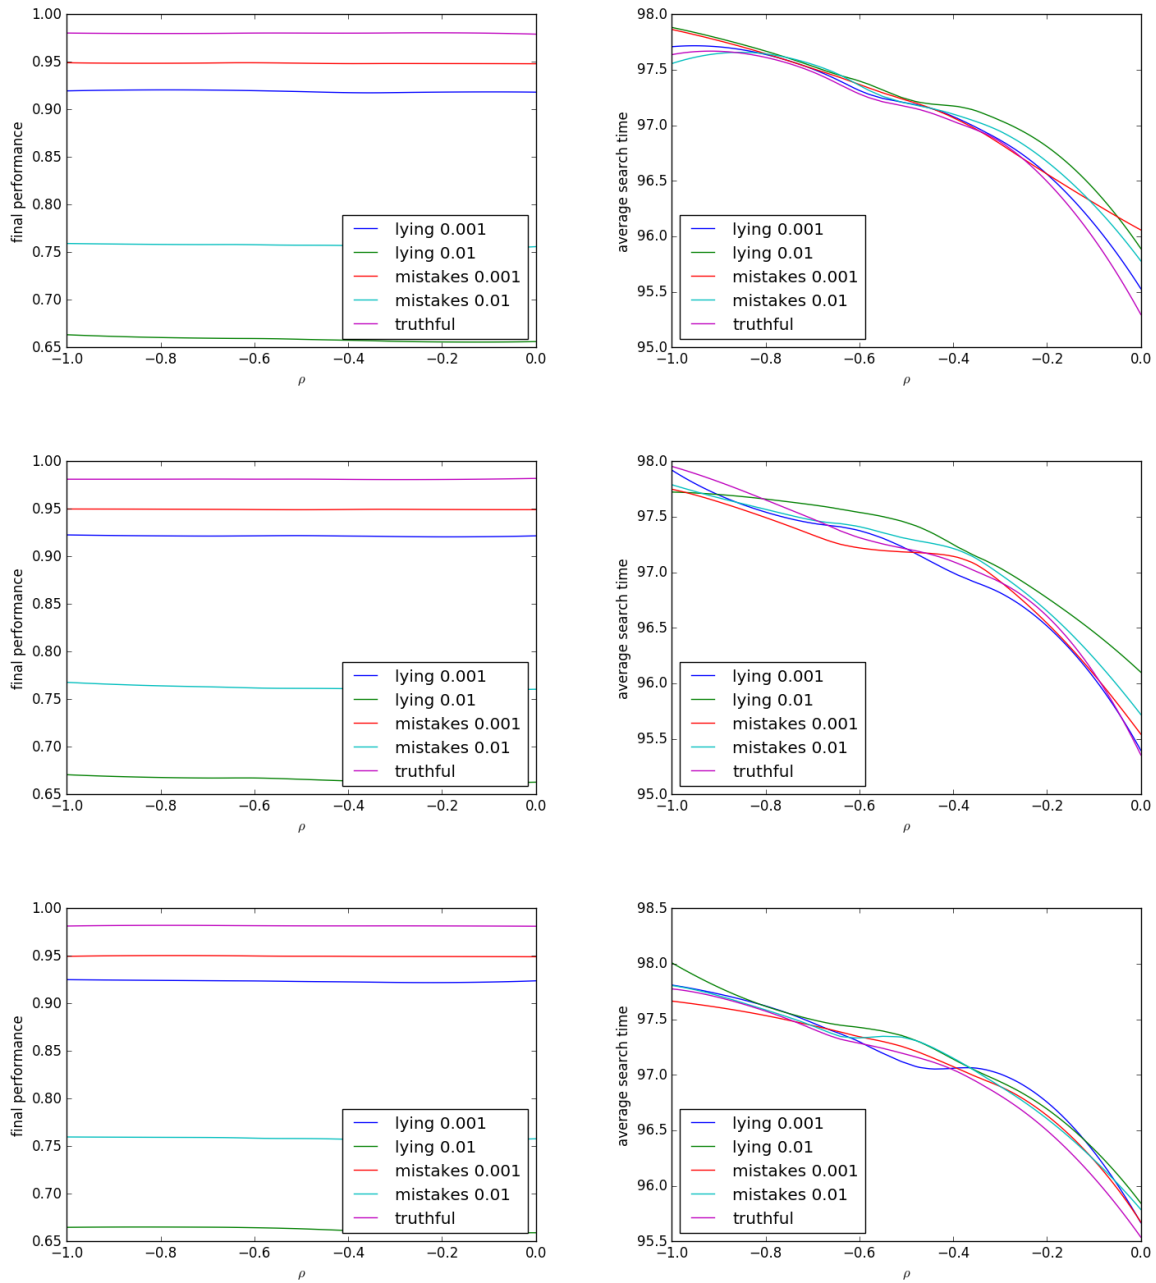 1.00
0.95
0.90
0.85
0.80
0.75
0.70
0.65
final performance
lying 0.001
lying 0.01
mistakes 0.001
mistakes 0.01
truthful
−1.0 −0.8 −0.6 −0.4 −0.2 0.0
ρ
98.0
97.5
97.0
96.5
96.0
95.5
95.0
average search time
lying 0.001
lying 0.01
mistakes 0.001
mistakes 0.01
truthful
−1.0 −0.8 −0.6 −0.4 −0.2 0.0
ρ
1.00
0.95
0.90
0.85
0.80
0.75
0.70
0.65
final performance
lying 0.001
lying 0.01
mistakes 0.001
mistakes 0.01
truthful
−1.0 −0.8 −0.6 −0.4 −0.2 0.0
ρ
98.0
97.5
97.0
96.5
96.0
95.5
95.0
average search time
lying 0.001
lying 0.01
mistakes 0.001
mistakes 0.01
truthful
−1.0 −0.8 −0.6 −0.4 −0.2 0.0
ρ
1.00
0.95
0.90
0.85
0.80
0.75
0.70
0.65
final performance
lying 0.001
lying 0.01
mistakes 0.001
mistakes 0.01
truthful
−1.0 −0.8 −0.6 −0.4 −0.2 0.0
ρ
98.5
98.0
97.5
97.0
96.5
96.0
95.5
average search time
lying 0.001
lying 0.01
mistakes 0.001
mistakes 0.01
truthful
−1.0 −0.8 −0.6 −0.4 −0.2 0.0
ρ